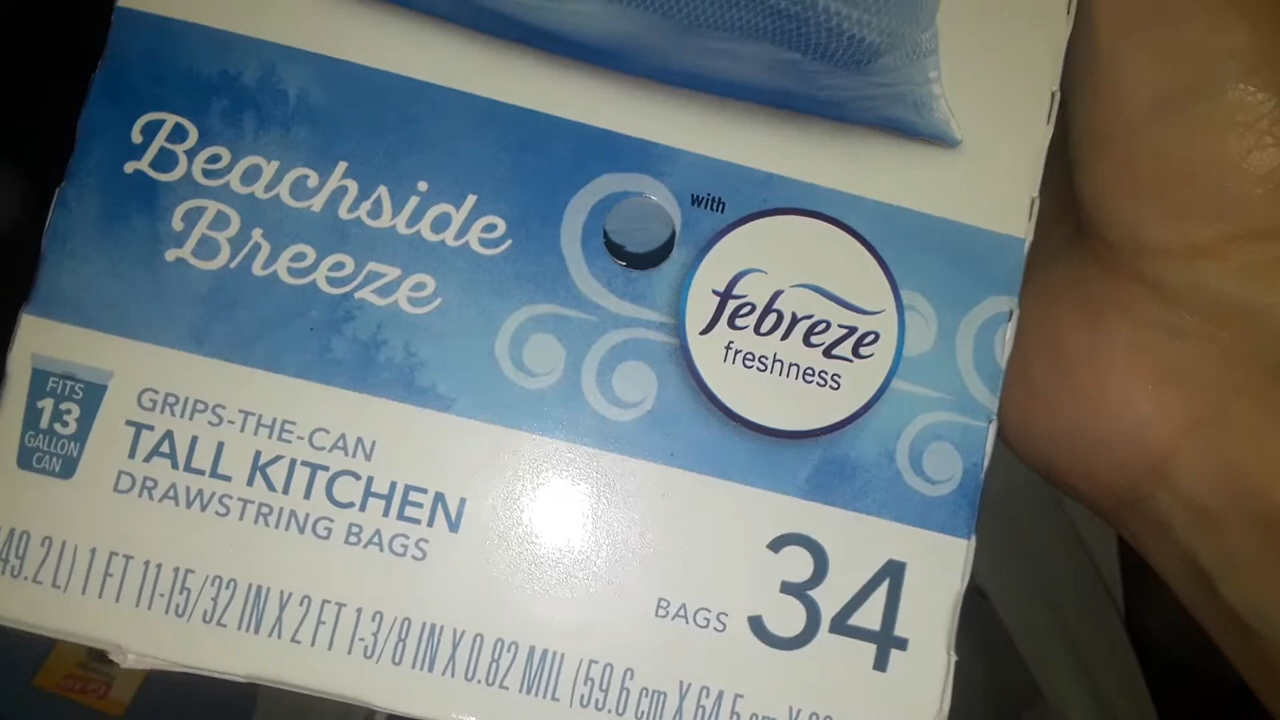 Beachside
Breeze
with
febreze
freshness
FITS
13
GALLON
CAN
GRIPS-THE-CAN
TALL KITCHEN
DRAWSTRING BAGS
BAGS 34
49.2 L) 1 FT 11-15/32 IN X 2 FT 1-3/8 IN X 0.82 MIL (59.6 cm X 64.5 cm X